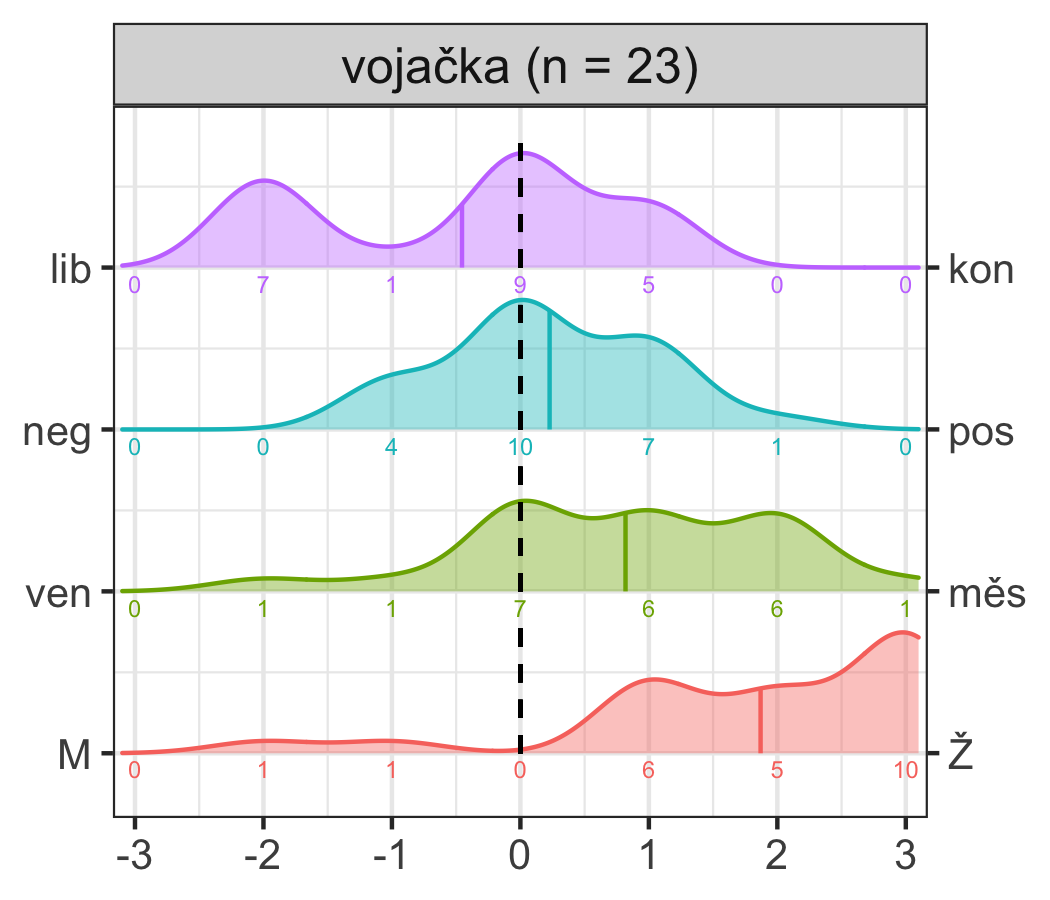 vojačka (n = 23)
lib kon
0 7 1 9 5 0 0
neg pos
0 0 4 10 7 1 0
ven měs
0 1 1 7 6 6 1
M Ž
0 1 1 0 6 5 10
-3 -2 -1 0 1 2 3